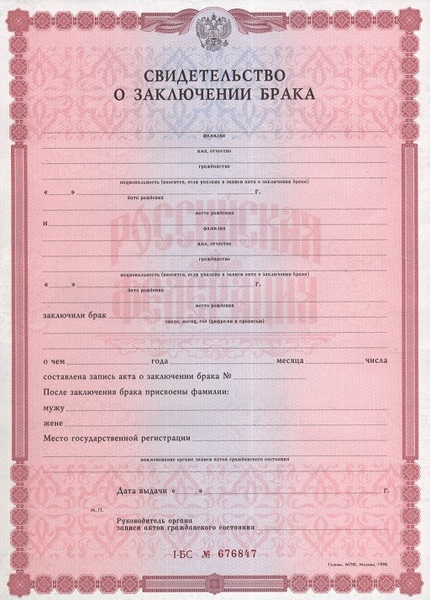 СВИДЕТЕЛЬСТВО
О ЗАКЛЮЧЕНИИ БРАКА
фамилия
имя, отчество
гражданство
национальность (вносится, если указана в записи акта о заключении брака)
« » г.
дата рождения
место рождения
и
фамилия
имя, отчество
гражданство
национальность (вносится, если указана в записи акта о заключении брака)
« » г.
дата рождения
место рождения
заключили брак
число, месяц, год (цифрами и прописью)
о чем года месяца числа
составлена запись акта о заключении брака №
После заключения брака присвоены фамилии:
мужу
жене
Место государственной регистрации
наименование органа записи актов гражданского состояния
Дата выдачи « » г.
М.П.
Руководитель органа
записи актов гражданского состояния
I-БС № 676847
Гознак, МПФ, Москва, 1998.
РОССИЙСКАЯ
ФЕДЕРАЦИЯ